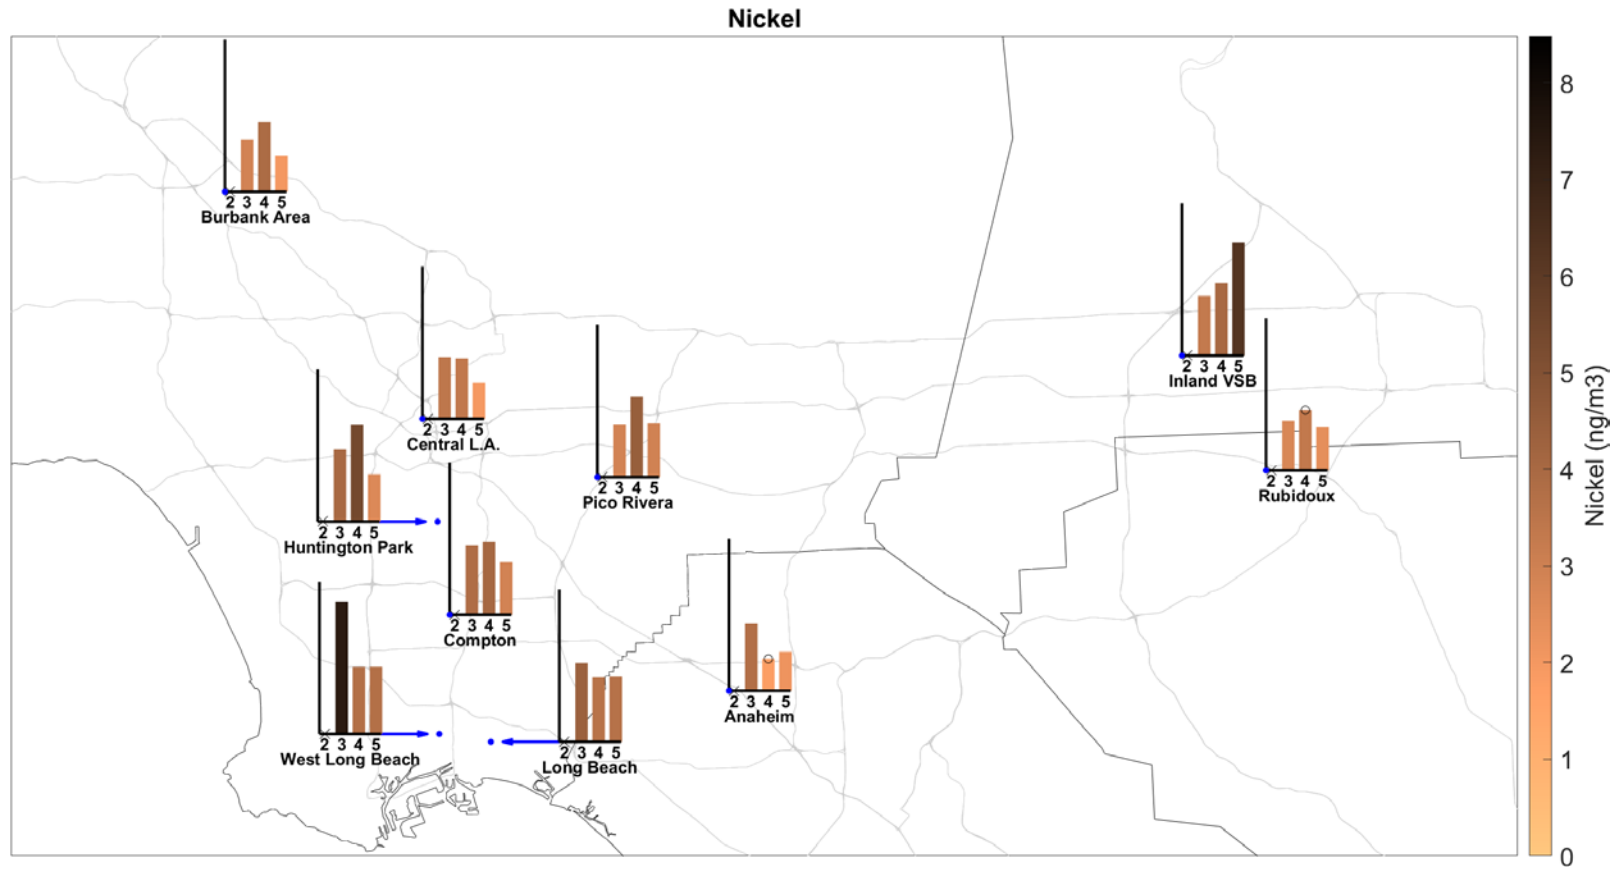 Nickel
2 3 4 5
Burbank Area
2 3 4 5
Inland VSB
2 3 4 5
Central L.A.
2 3 4 5
Pico Rivera
2 3 4 5
Rubidoux
2 3 4 5
Huntington Park
2 3 4 5
Compton
2 3 4 5
Anaheim
2 3 4 5
West Long Beach
2 3 4 5
Long Beach
8
7
6
5
4
3
2
1
0
Nickel (ng/m3)